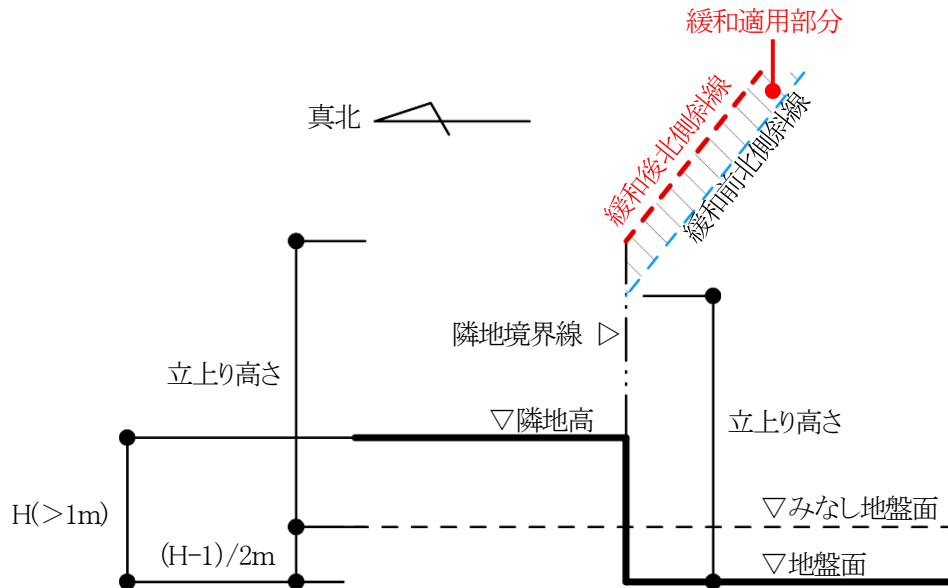 緩和適用部分
真北
緩和後北側斜線
緩和前北側斜線
隣地境界線 ▷
立上り高さ
▽隣地高
立上り高さ
H(>1m)
▽みなし地盤面
(H-1)/2m
▽地盤面